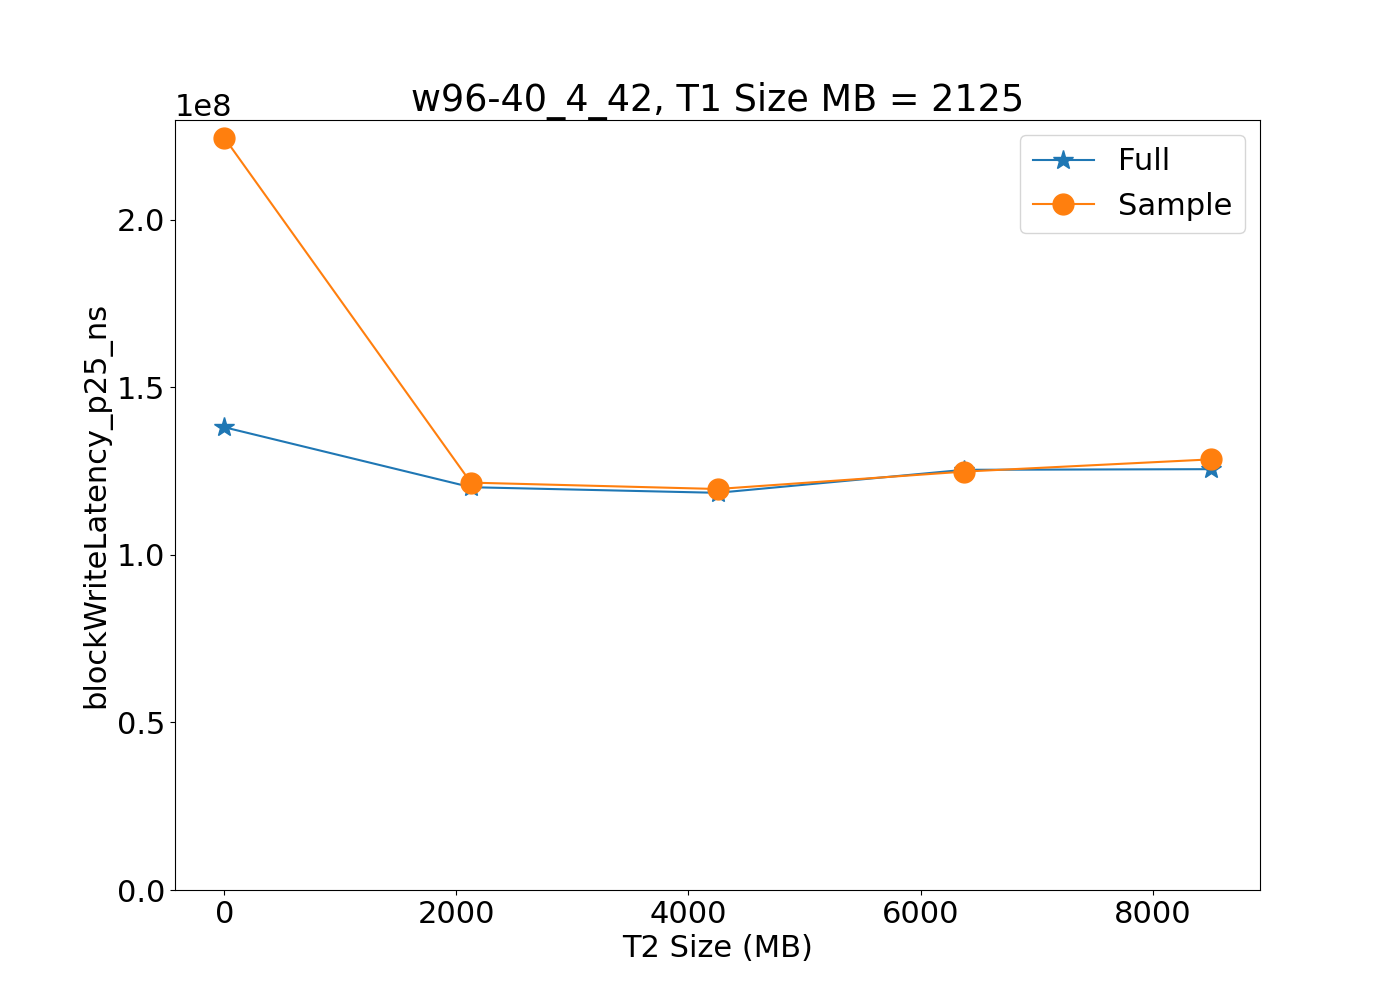 w96-40_4_42, T1 Size MB = 2125
1e8
Full
Sample
2.0
1.5
1.0
0.5
0.0
blockWriteLatency_p25_ns
0 2000 4000 6000 8000
T2 Size (MB)